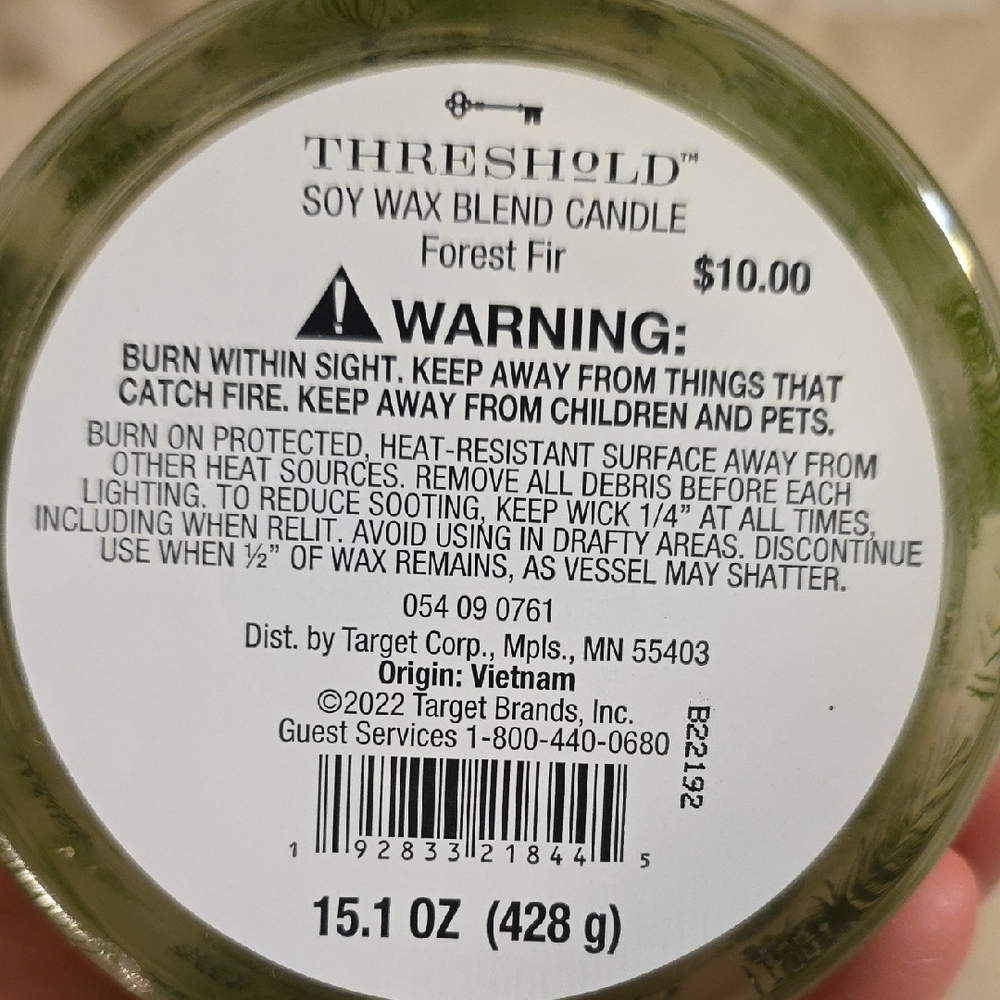 THRESHOLD™
SOY WAX BLEND CANDLE
Forest Fir
$10.00
WARNING:
BURN WITHIN SIGHT. KEEP AWAY FROM THINGS THAT
CATCH FIRE. KEEP AWAY FROM CHILDREN AND PETS.
BURN ON PROTECTED, HEAT-RESISTANT SURFACE AWAY FROM
OTHER HEAT SOURCES. REMOVE ALL DEBRIS BEFORE EACH
LIGHTING. TO REDUCE SOOTING, KEEP WICK 1/4” AT ALL TIMES,
INCLUDING WHEN RELIT. AVOID USING IN DRAFTY AREAS. DISCONTINUE
USE WHEN ½” OF WAX REMAINS, AS VESSEL MAY SHATTER.
054 09 0761
Dist. by Target Corp., Mpls., MN 55403
Origin: Vietnam
©2022 Target Brands, Inc.
Guest Services 1-800-440-0680
B22192
1 92833 21844 5
15.1 OZ (428 g)